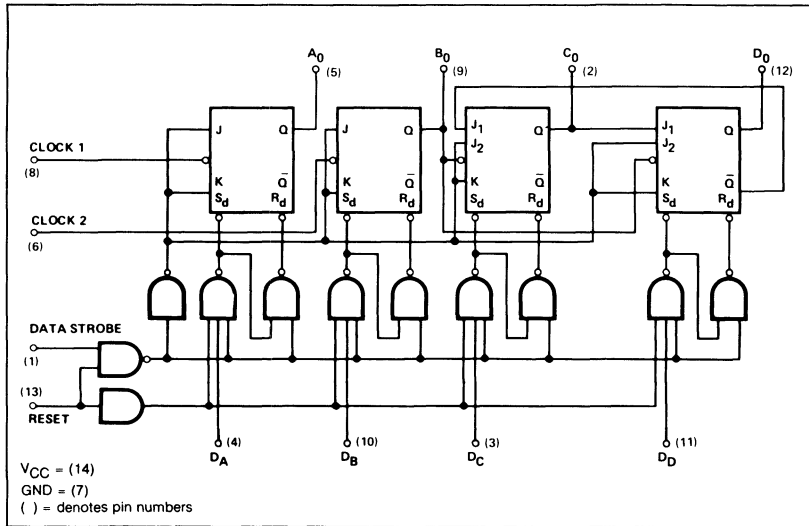 A0 B0 C0 D0
(5) (9) (2) (12)
J Q J Q J1 Q J1 Q
J2 J2
CLOCK 1
(8)
K Q̅ K Q̅ K Q̅ K Q̅
Sd Rd Sd Rd Sd Rd Sd Rd
CLOCK 2
(6)
DATA STROBE
(1)
(13)
RESET
(4) (10) (3) (11)
DA DB DC DD
VCC = (14)
GND = (7)
( ) = denotes pin numbers